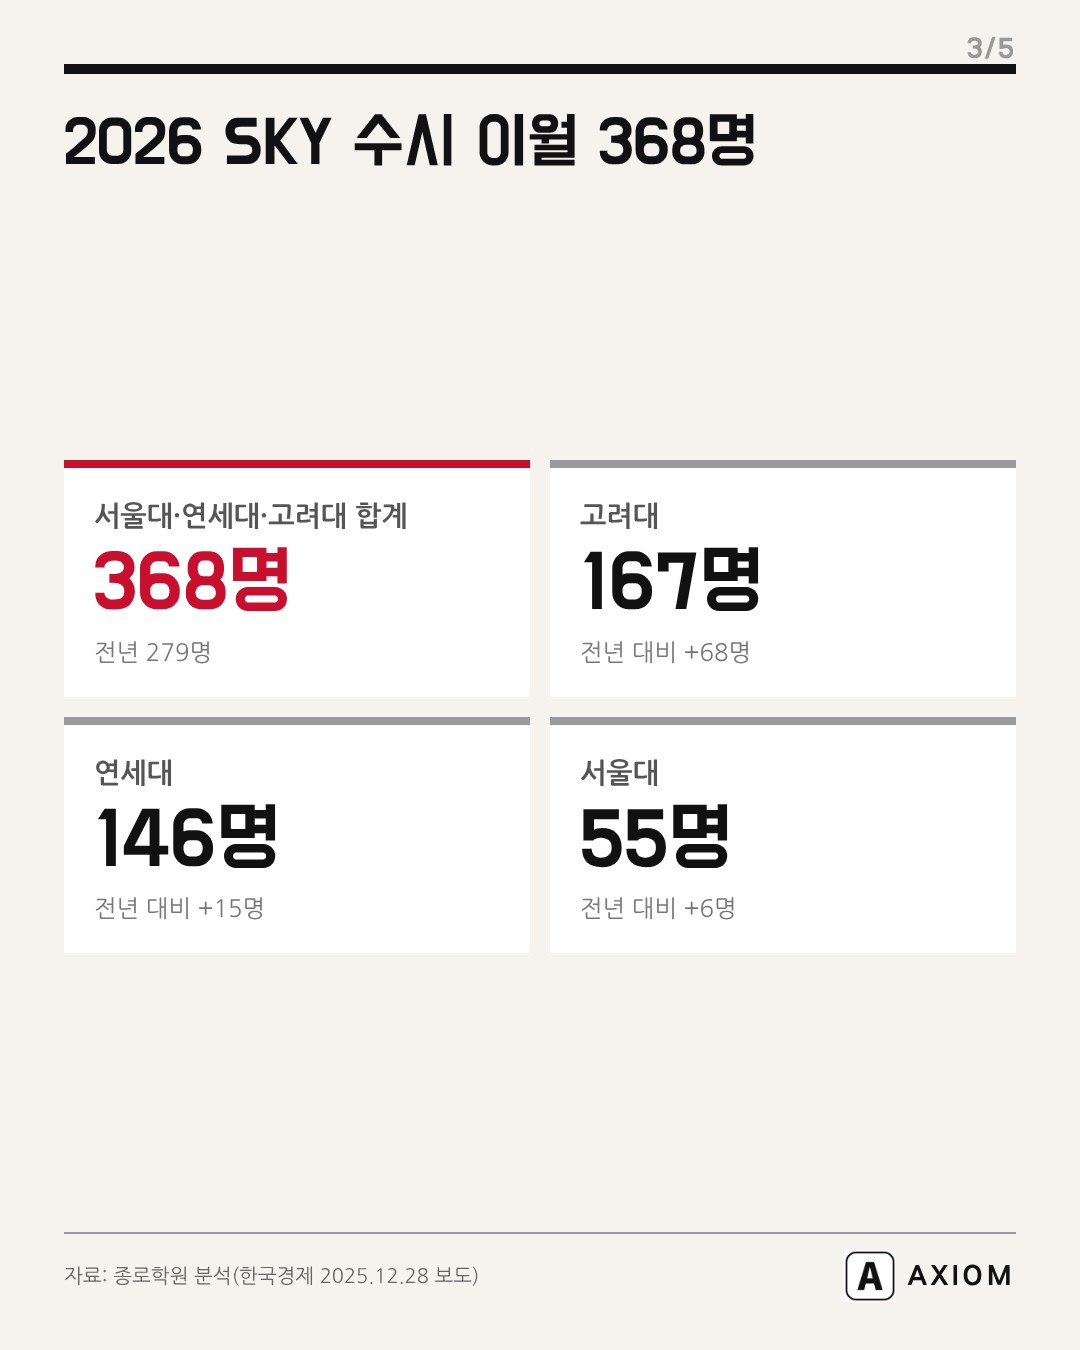 3/5
2026 SKY 수시 이월 368명
서울대·연세대·고려대 합계
368명
전년 279명
고려대
167명
전년 대비 +68명
연세대
146명
전년 대비 +15명
서울대
55명
전년 대비 +6명
자료: 종로학원 분석(한국경제 2025.12.28 보도)
A AXIOM